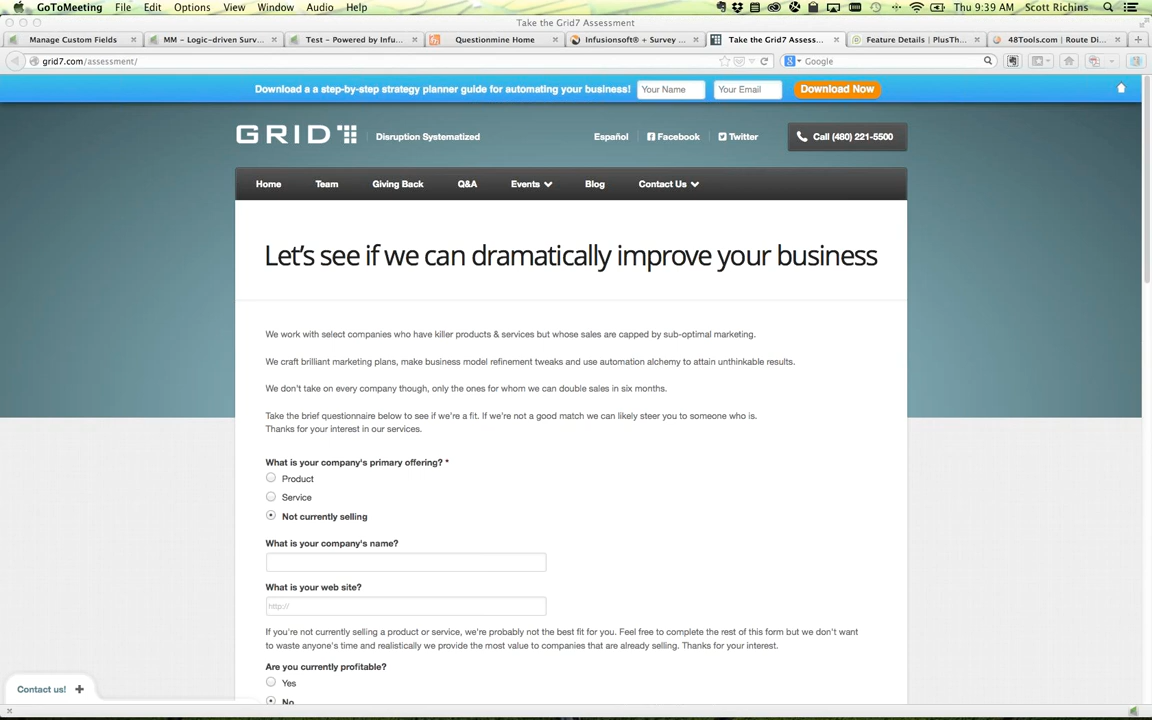 GoToMeeting File Edit Options View Window Audio Help Thu 9:39 AM Scott Richins
Take the Grid7 Assessment
Manage Custom Fields MM – Logic-driven Surv... Test – Powered by Infu... Questionmine Home Infusionsoft® + Survey ... Take the Grid7 Assess... Feature Details | PlusTh... 48Tools.com | Route Di...
grid7.com/assessment/ Google
Download a a step-by-step strategy planner guide for automating your business! Your Name Your Email Download Now
GRID Disruption Systematized Español Facebook Twitter Call (480) 221-5500
Home Team Giving Back Q&A Events Blog Contact Us
Let's see if we can dramatically improve your business
We work with select companies who have killer products & services but whose sales are capped by sub-optimal marketing.
We craft brilliant marketing plans, make business model refinement tweaks and use automation alchemy to attain unthinkable results.
We don't take on every company though, only the ones for whom we can double sales in six months.
Take the brief questionnaire below to see if we're a fit. If we're not a good match we can likely steer you to someone who is.
Thanks for your interest in our services.
What is your company's primary offering? *
Product
Service
Not currently selling
What is your company's name?
What is your web site?
http://
If you're not currently selling a product or service, we're probably not the best fit for you. Feel free to complete the rest of this form but we don't want
to waste anyone's time and realistically we provide the most value to companies that are already selling. Thanks for your interest.
Are you currently profitable?
Yes
No
Contact us!